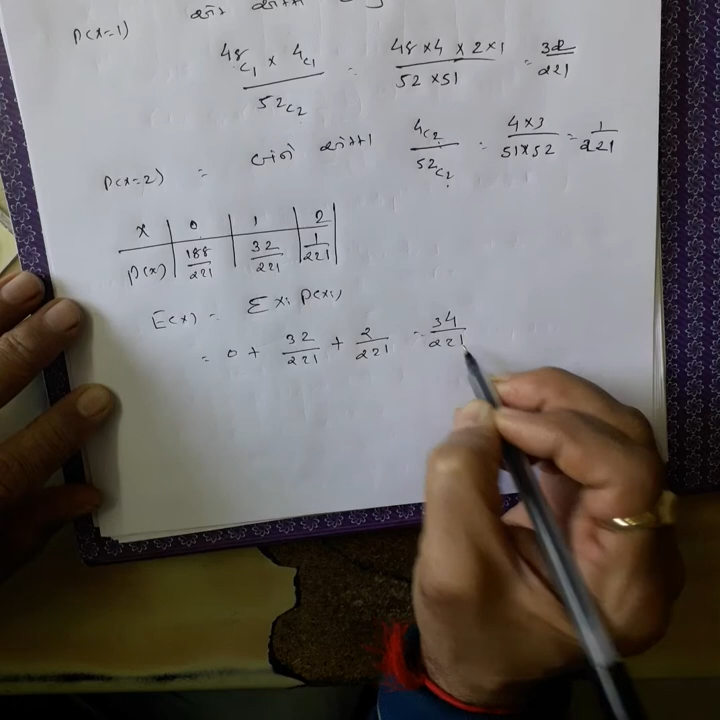 P(X=1)
48C1 × 4C1 / 52C2 = 48×4×2×1 / 52×51 = 32/221
P(X=2) = 4C2 / 52C2 = 4×3 / 51×52 = 1/221
X | 0 | 1 | 2
P(X) | 188/221 | 32/221 | 1/221
E(X) = Σ Xi P(Xi)
= 0 + 32/221 + 2/221 = 34/221